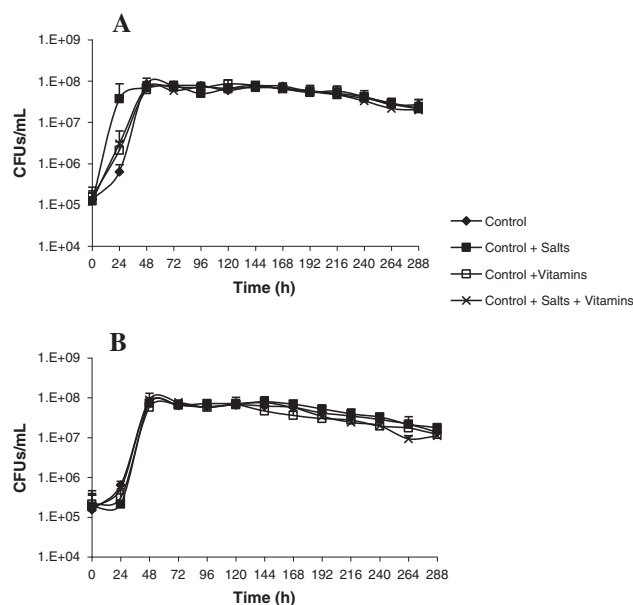 A
1.E+09
1.E+08
1.E+07
1.E+06
1.E+05
1.E+04
CFUs/mL
0 24 48 72 96 120 144 168 192 216 240 264 288
Time (h)
Control
Control + Salts
Control +Vitamins
Control + Salts + Vitamins
B
1.E+09
1.E+08
1.E+07
1.E+06
1.E+05
1.E+04
CFUs/mL
0 24 48 72 96 120 144 168 192 216 240 264 288
Time (h)